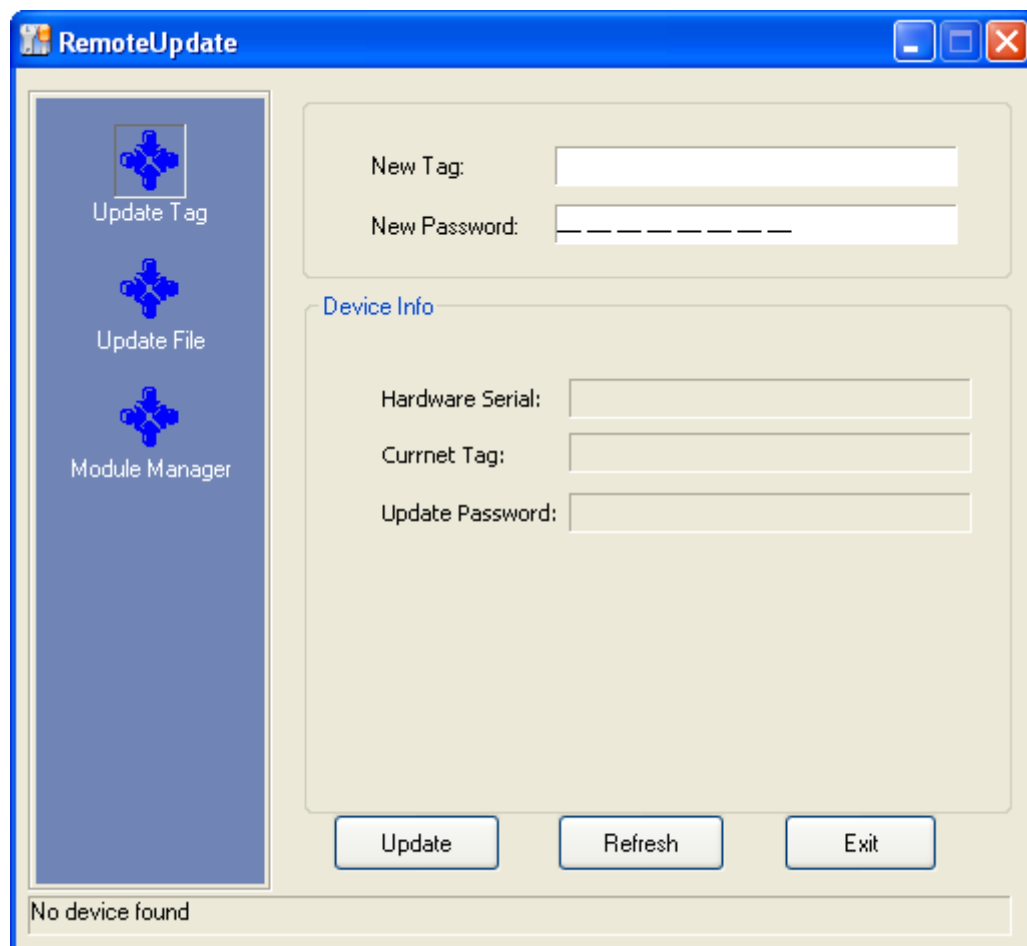 RemoteUpdate
Update Tag
Update File
Module Manager
New Tag:
New Password: _ _ _ _ _ _ _ _
Device Info
Hardware Serial:
Currnet Tag:
Update Password:
Update Refresh Exit
No device found